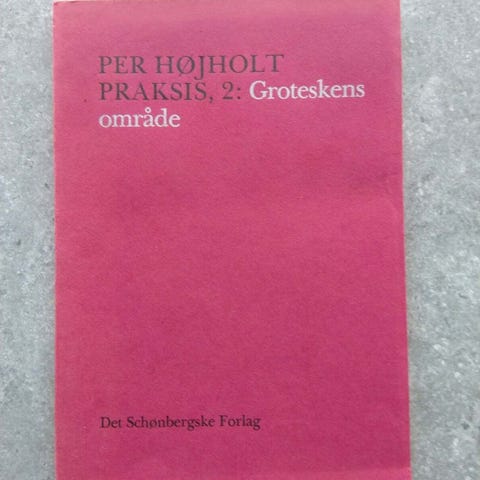 PER HØJHOLT
PRAKSIS, 2: Groteskens
område
Det Schønbergske Forlag